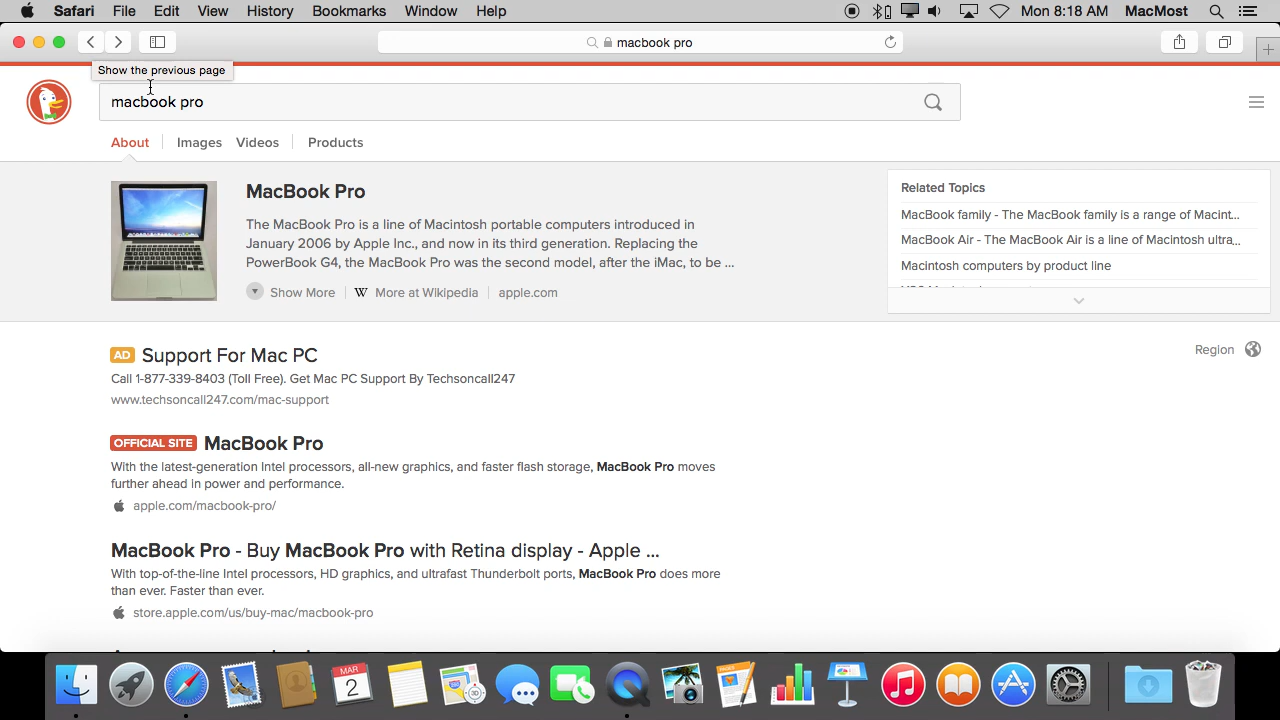 Safari File Edit View History Bookmarks Window Help Mon 8:18 AM MacMost
macbook pro
Show the previous page
macbook pro
About Images Videos Products
MacBook Pro
The MacBook Pro is a line of Macintosh portable computers introduced in
January 2006 by Apple Inc., and now in its third generation. Replacing the
PowerBook G4, the MacBook Pro was the second model, after the iMac, to be ...
Show More W More at Wikipedia apple.com
Related Topics
MacBook family - The MacBook family is a range of Macint...
MacBook Air - The MacBook Air is a line of Macintosh ultra...
Macintosh computers by product line
Region
AD Support For Mac PC
Call 1-877-339-8403 (Toll Free). Get Mac PC Support By Techsoncall247
www.techsoncall247.com/mac-support
OFFICIAL SITE MacBook Pro
With the latest-generation Intel processors, all-new graphics, and faster flash storage, MacBook Pro moves
further ahead in power and performance.
apple.com/macbook-pro/
MacBook Pro - Buy MacBook Pro with Retina display - Apple ...
With top-of-the-line Intel processors, HD graphics, and ultrafast Thunderbolt ports, MacBook Pro does more
than ever. Faster than ever.
store.apple.com/us/buy-mac/macbook-pro
MAR
2
3D
PAGES